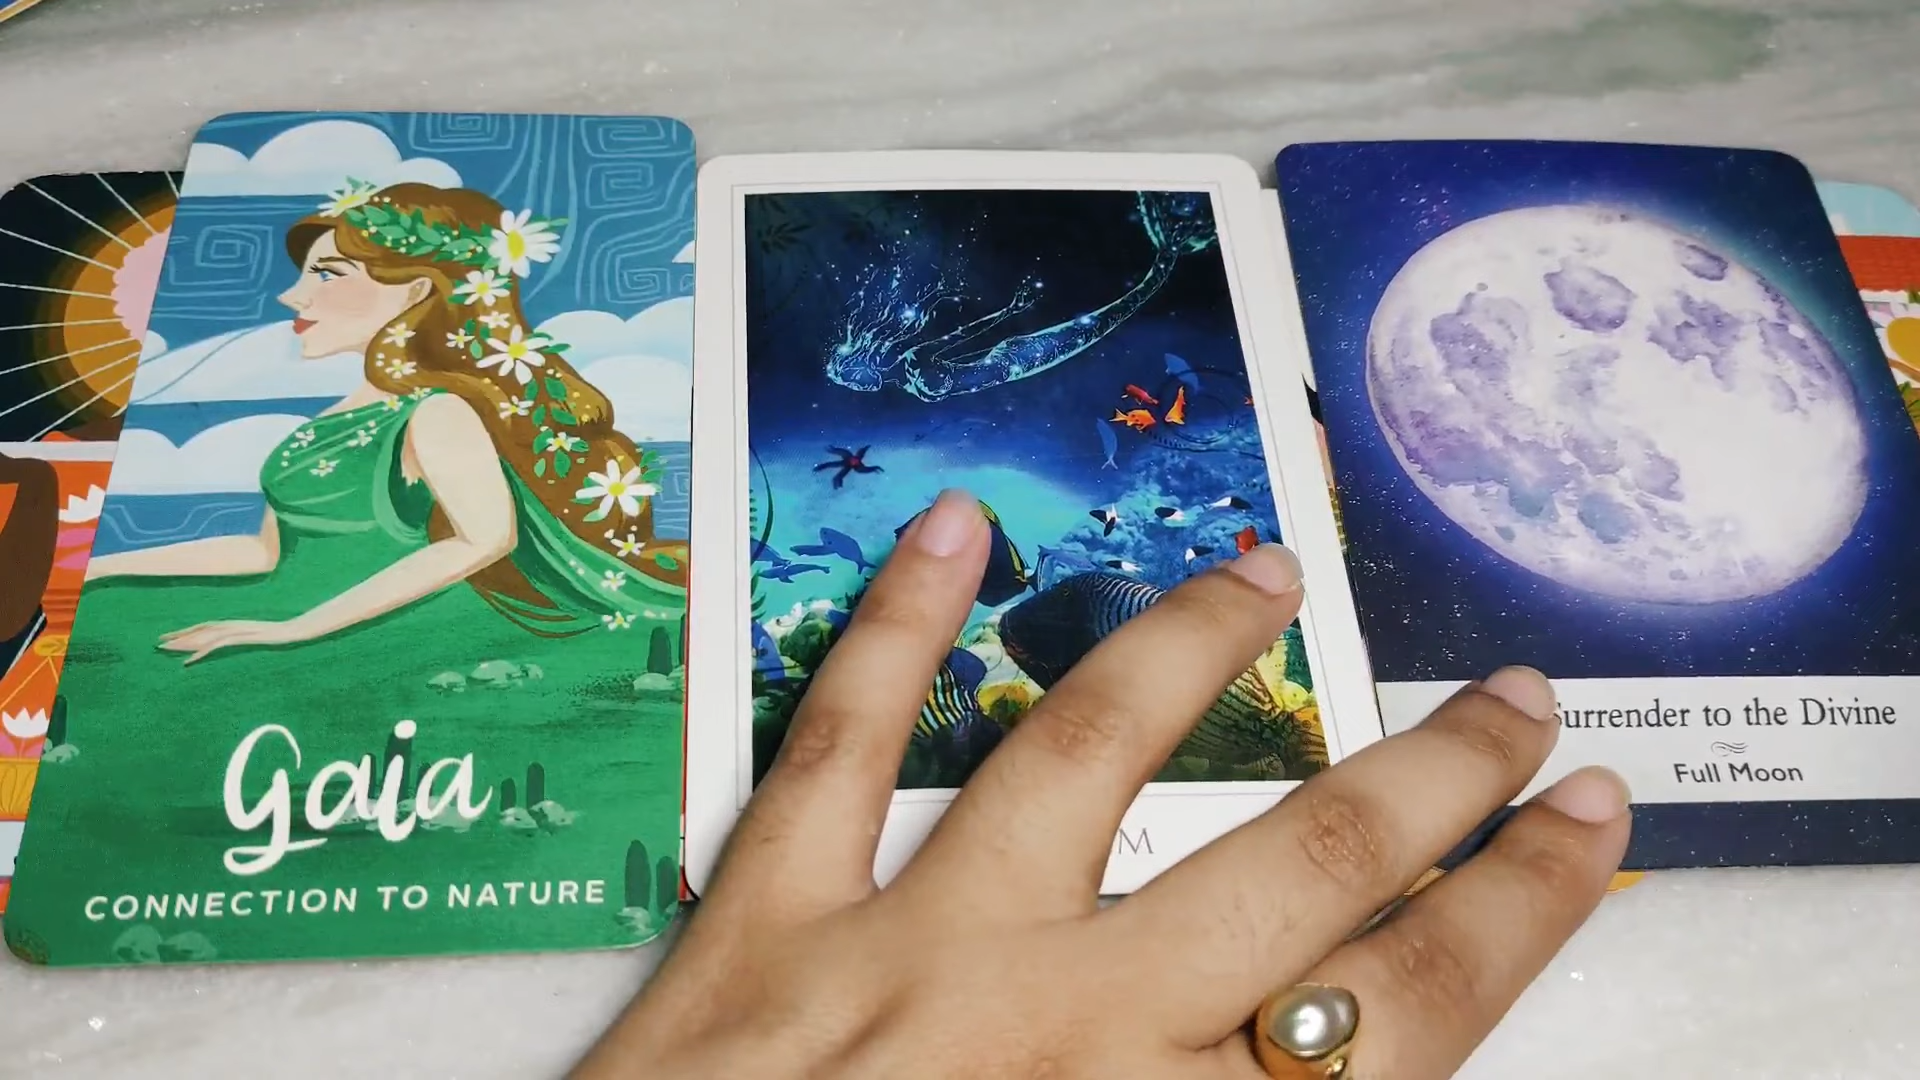 Gaia
CONNECTION TO NATURE
M
Surrender to the Divine
Full Moon